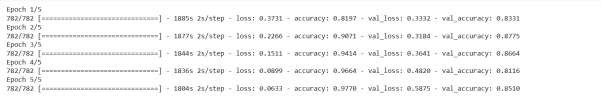 Epoch 1/5
782/782 [==============================] - 1885s 2s/step - loss: 0.3731 - accuracy: 0.8197 - val_loss: 0.3332 - val_accuracy: 0.8331
Epoch 2/5
782/782 [==============================] - 1877s 2s/step - loss: 0.2266 - accuracy: 0.9071 - val_loss: 0.3184 - val_accuracy: 0.8775
Epoch 3/5
782/782 [==============================] - 1844s 2s/step - loss: 0.1511 - accuracy: 0.9414 - val_loss: 0.3641 - val_accuracy: 0.8664
Epoch 4/5
782/782 [==============================] - 1836s 2s/step - loss: 0.0899 - accuracy: 0.9664 - val_loss: 0.4820 - val_accuracy: 0.8116
Epoch 5/5
782/782 [==============================] - 1804s 2s/step - loss: 0.0633 - accuracy: 0.9770 - val_loss: 0.5875 - val_accuracy: 0.8510